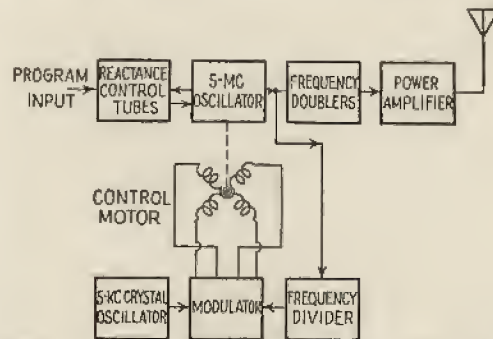 PROGRAM
INPUT
REACTANCE
CONTROL
TUBES
5-MC
OSCILLATOR
FREQUENCY
DOUBLERS
POWER
AMPLIFIER
CONTROL
MOTOR
5-KC CRYSTAL
OSCILLATOR
MODULATOR
FREQUENCY
DIVIDER